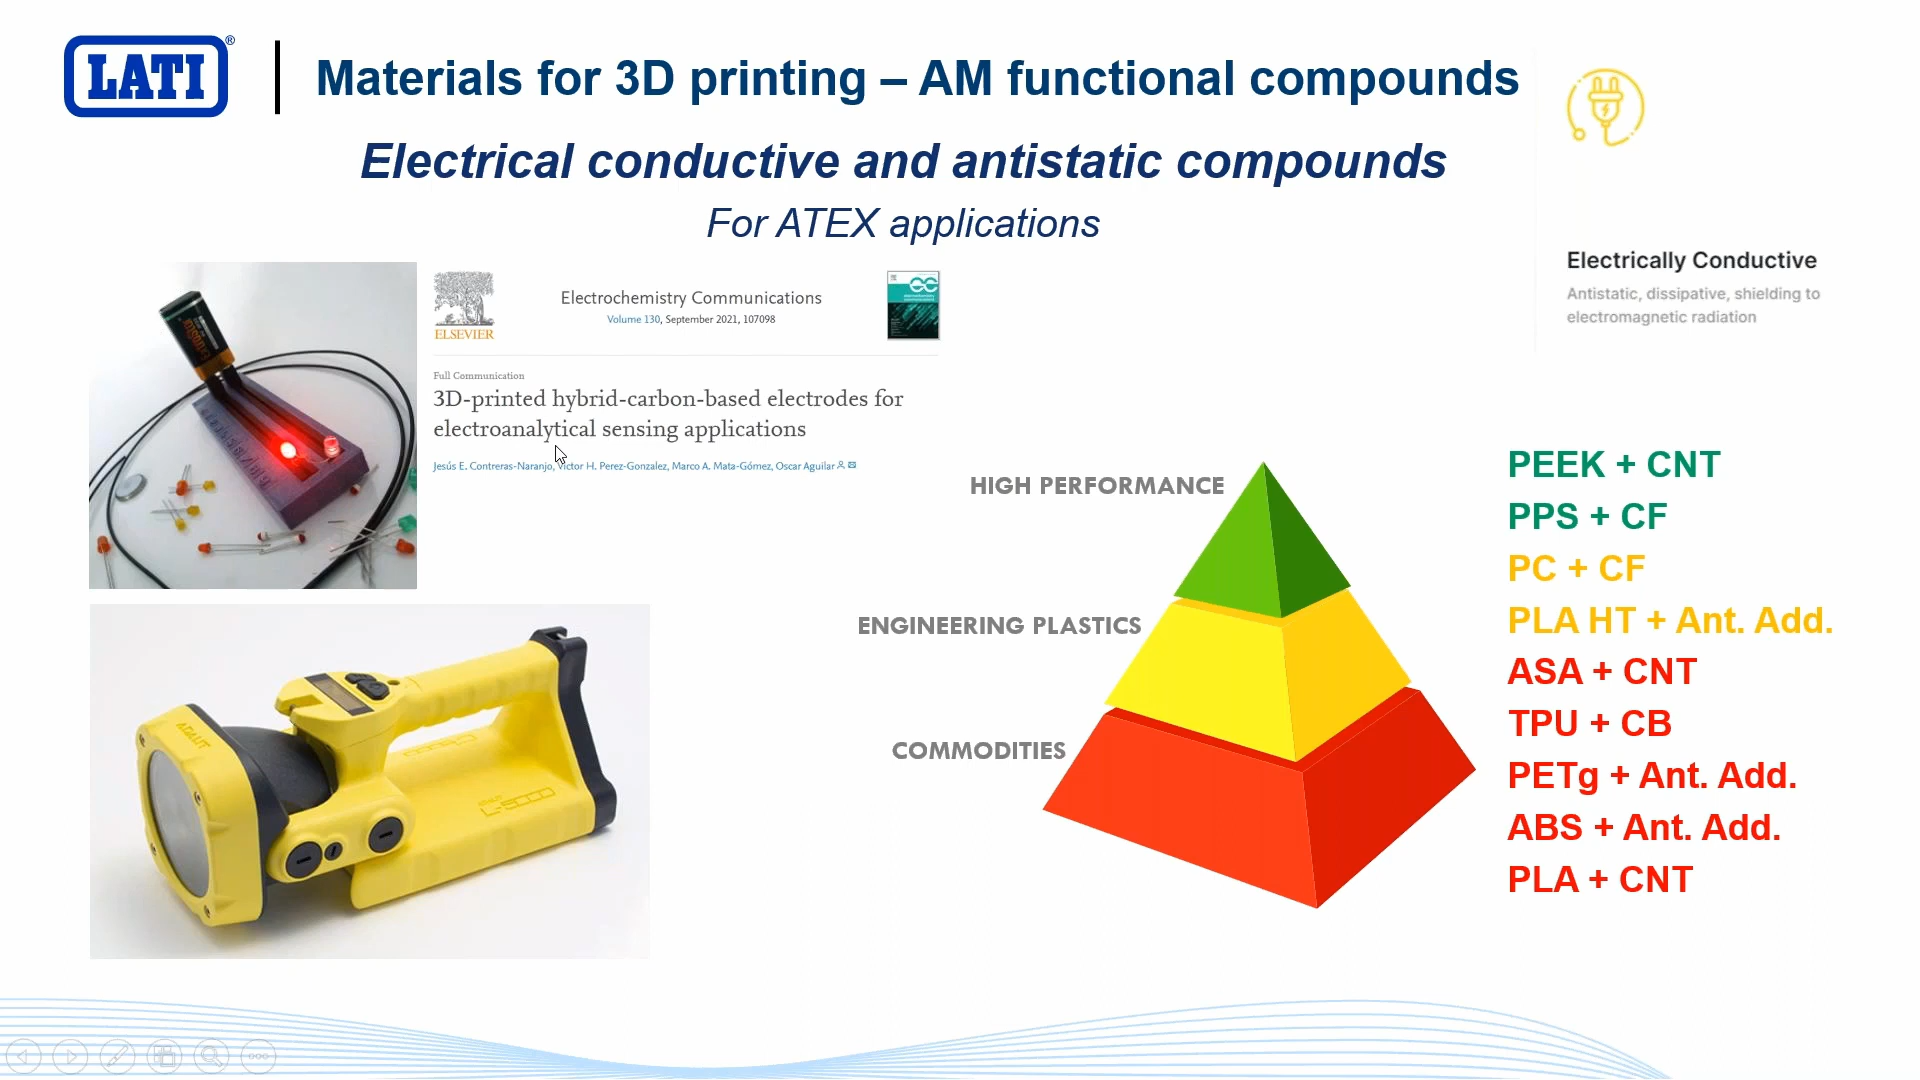 LATI®
Materials for 3D printing – AM functional compounds
Electrical conductive and antistatic compounds
For ATEX applications
Electrically Conductive
Antistatic, dissipative, shielding to
electromagnetic radiation
ELSEVIER
Electrochemistry Communications
Volume 130, September 2021, 107098
Full Communication
3D-printed hybrid-carbon-based electrodes for
electroanalytical sensing applications
Jesús E. Contreras-Naranjo, Victor H. Perez-Gonzalez, Marco A. Mata-Gómez, Oscar Aguilar
HIGH PERFORMANCE
ENGINEERING PLASTICS
COMMODITIES
PEEK + CNT
PPS + CF
PC + CF
PLA HT + Ant. Add.
ASA + CNT
TPU + CB
PETg + Ant. Add.
ABS + Ant. Add.
PLA + CNT
ADALIT
L-5000